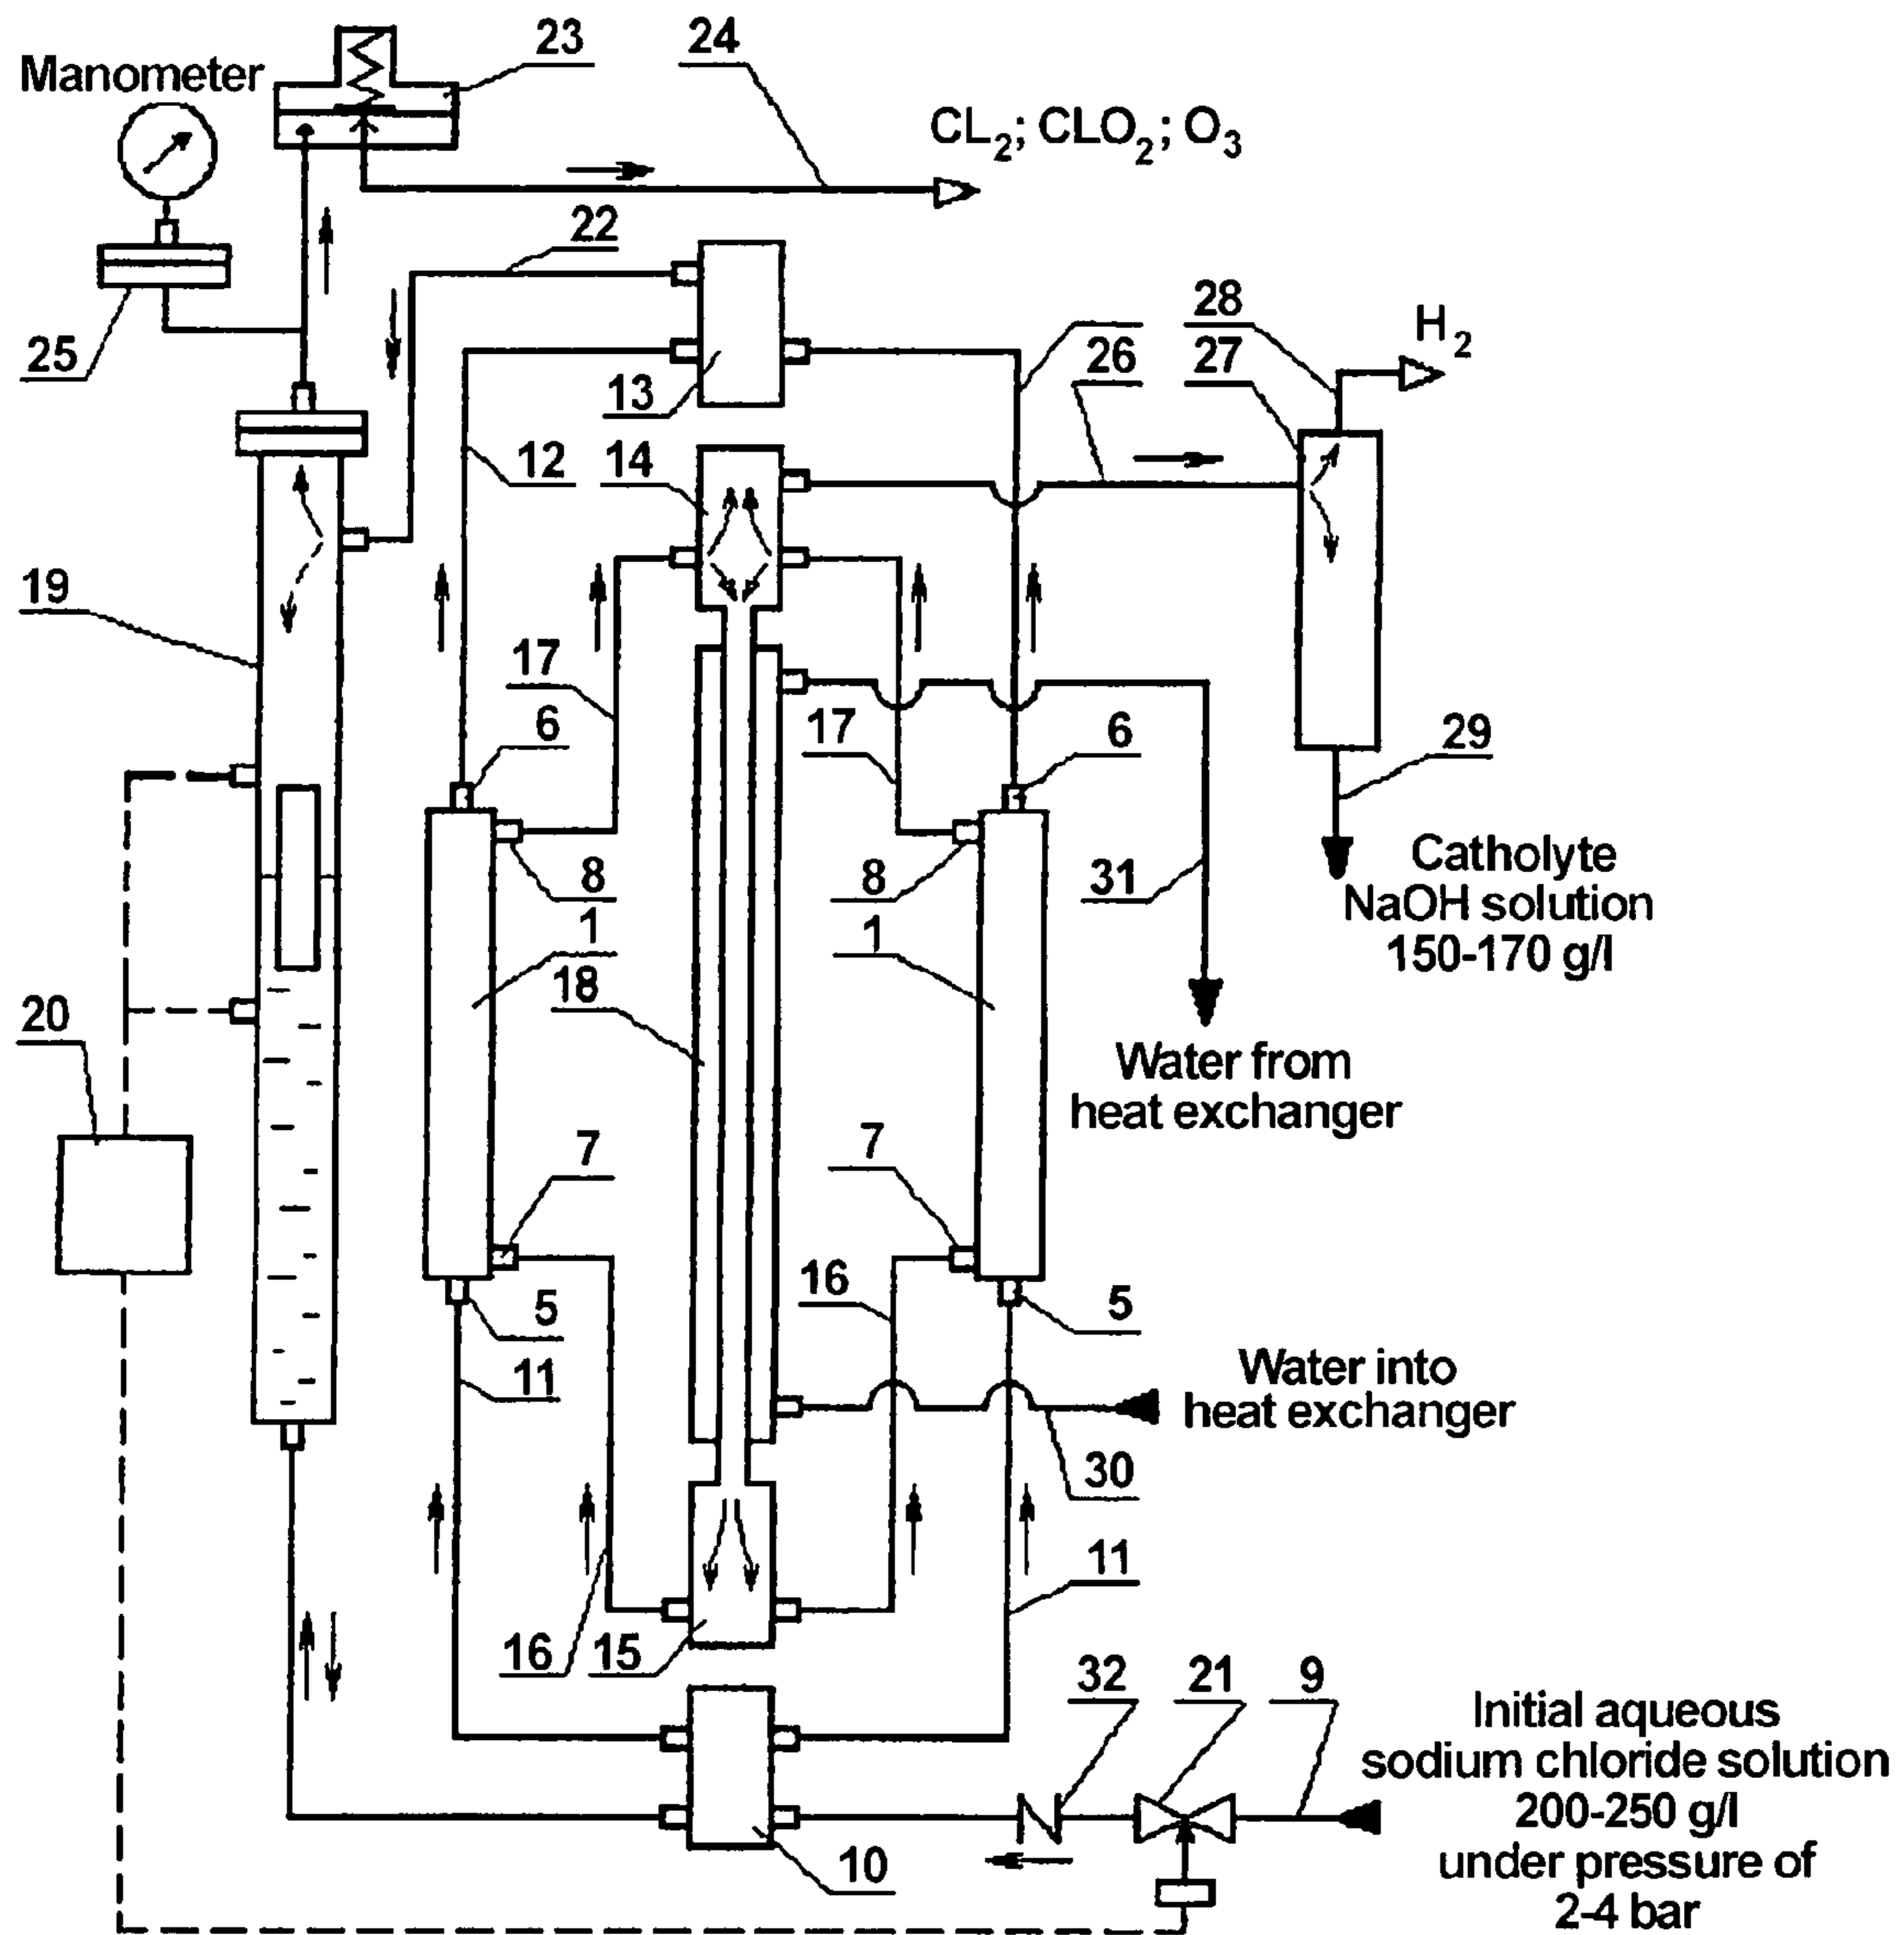 23
24
Manometer
CL2; CLO2; O3
22
28
H2
25
26
27
13
12
14
19
17
6
17
6
29
8
8
31
Catholyte
NaOH solution
150-170 g/l
1
1
18
20
Water from
heat exchanger
7
7
16
5
5
11
Water into
heat exchanger
30
11
16
15
32
21
9
Initial aqueous
sodium chloride solution
200-250 g/l
under pressure of
2-4 bar
10